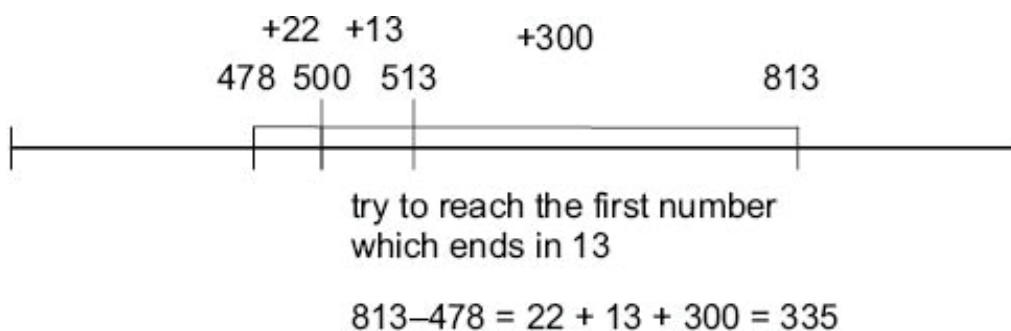 +22 +13 +300
478 500 513 813
try to reach the first number
which ends in 13
813–478 = 22 + 13 + 300 = 335